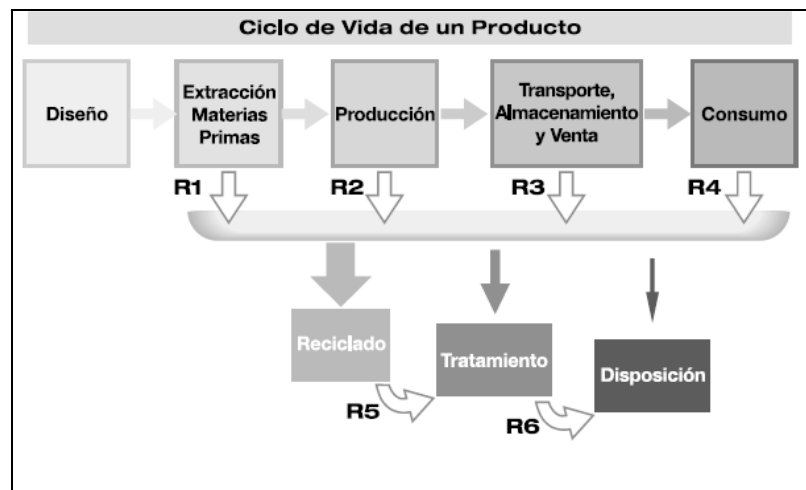 Ciclo de Vida de un Producto
Diseño
Extracción
Materias
Primas
Producción
Transporte,
Almacenamiento
y Venta
Consumo
R1
R2
R3
R4
Reciclado
Tratamiento
Disposición
R5
R6